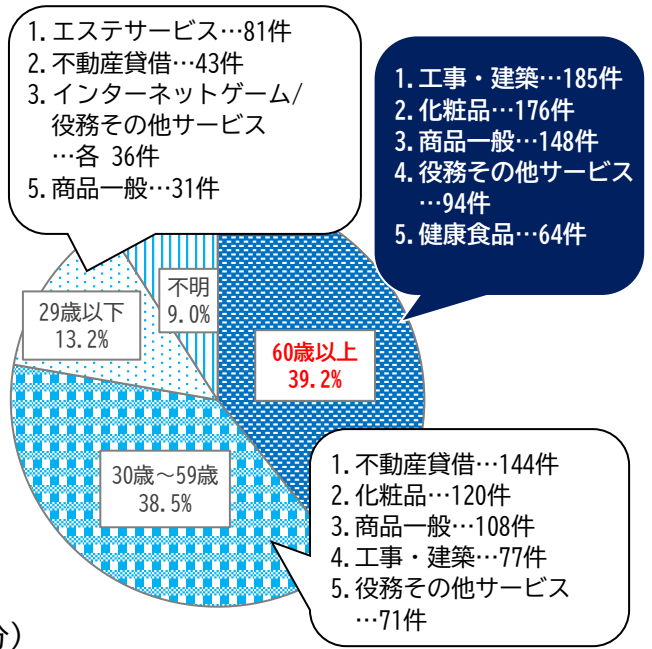 1.エステサービス…81件
2.不動産貸借…43件
3.インターネットゲーム/
役務その他サービス
…各 36件
5.商品一般…31件
1.工事・建築…185件
2.化粧品…176件
3.商品一般…148件
4.役務その他サービス
…94件
5.健康食品…64件
不明
9.0%
29歳以下
13.2%
60歳以上
39.2%
30歳～59歳
38.5%
1.不動産貸借…144件
2.化粧品…120件
3.商品一般…108件
4.工事・建築…77件
5.役務その他サービス
…71件
分）